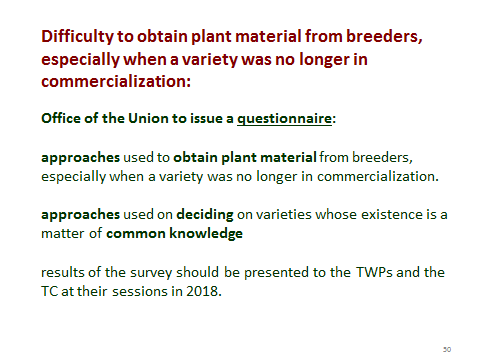 Difficulty to obtain plant material from breeders,
especially when a variety was no longer in
commercialization:
Office of the Union to issue a questionnaire:
approaches used to obtain plant material from breeders,
especially when a variety was no longer in commercialization.
approaches used on deciding on varieties whose existence is a
matter of common knowledge
results of the survey should be presented to the TWPs and the
TC at their sessions in 2018.
50